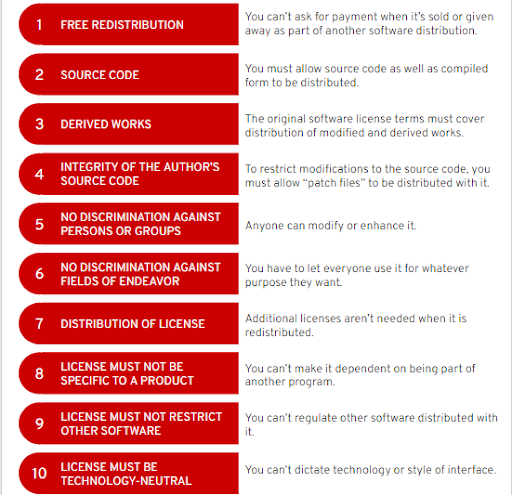 1 FREE REDISTRIBUTION
You can't ask for payment when it's sold or given
away as part of another software distribution.
2 SOURCE CODE
You must allow source code as well as compiled
form to be distributed.
3 DERIVED WORKS
The original software license terms must cover
distribution of modified and derived works.
4 INTEGRITY OF THE AUTHOR'S
SOURCE CODE
To restrict modifications to the source code, you
must allow "patch files" to be distributed with it.
5 NO DISCRIMINATION AGAINST
PERSONS OR GROUPS
Anyone can modify or enhance it.
6 NO DISCRIMINATION AGAINST
FIELDS OF ENDEAVOR
You have to let everyone use it for whatever
purpose they want.
7 DISTRIBUTION OF LICENSE
Additional licenses aren't needed when it is
redistributed.
8 LICENSE MUST NOT BE
SPECIFIC TO A PRODUCT
You can't make it dependent on being part of
another program.
9 LICENSE MUST NOT RESTRICT
OTHER SOFTWARE
You can't regulate other software distributed with
it.
10 LICENSE MUST BE
TECHNOLOGY-NEUTRAL
You can't dictate technology or style of interface.